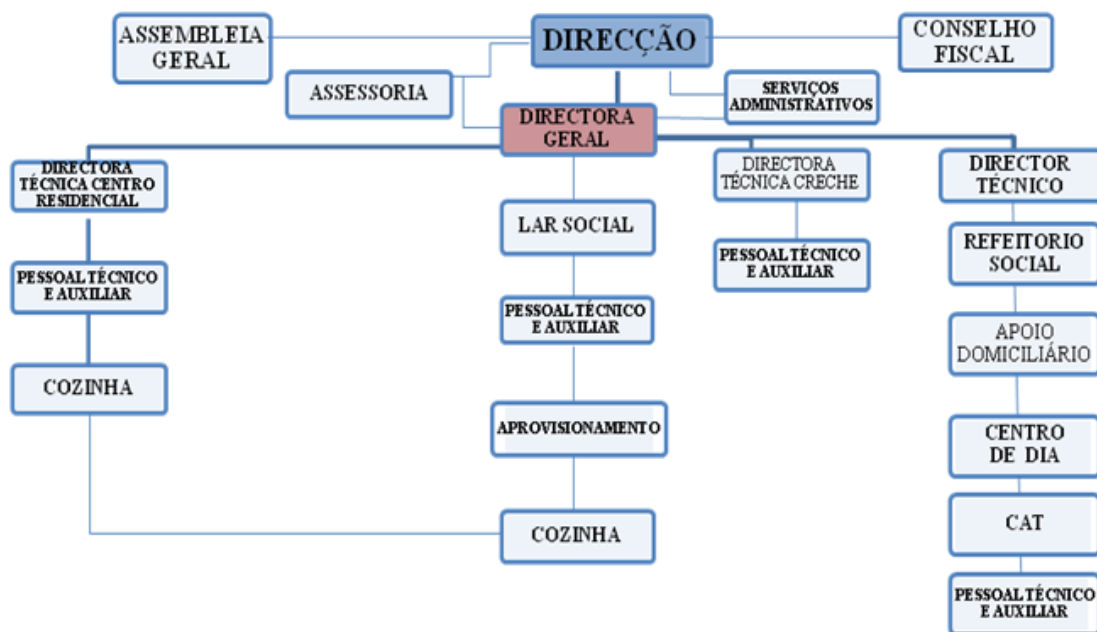 ASSEMBLEIA
GERAL
DIRECÇÃO
CONSELHO
FISCAL
ASSESSORIA
SERVIÇOS
ADMINISTRATIVOS
DIRECTORA
GERAL
DIRECTORA
TÉCNICA CENTRO
RESIDENCIAL
DIRECTORA
TÉCNICA CRECHE
DIRECTOR
TÉCNICO
LAR SOCIAL
PESSOAL TÉCNICO
E AUXILIAR
REFEITORIO
SOCIAL
PESSOAL TÉCNICO
E AUXILIAR
PESSOAL TÉCNICO
E AUXILIAR
APOIO
DOMICILIÁRIO
COZINHA
APROVISIONAMENTO
CENTRO
DE DIA
COZINHA
CAT
PESSOAL TÉCNICO
E AUXILIAR